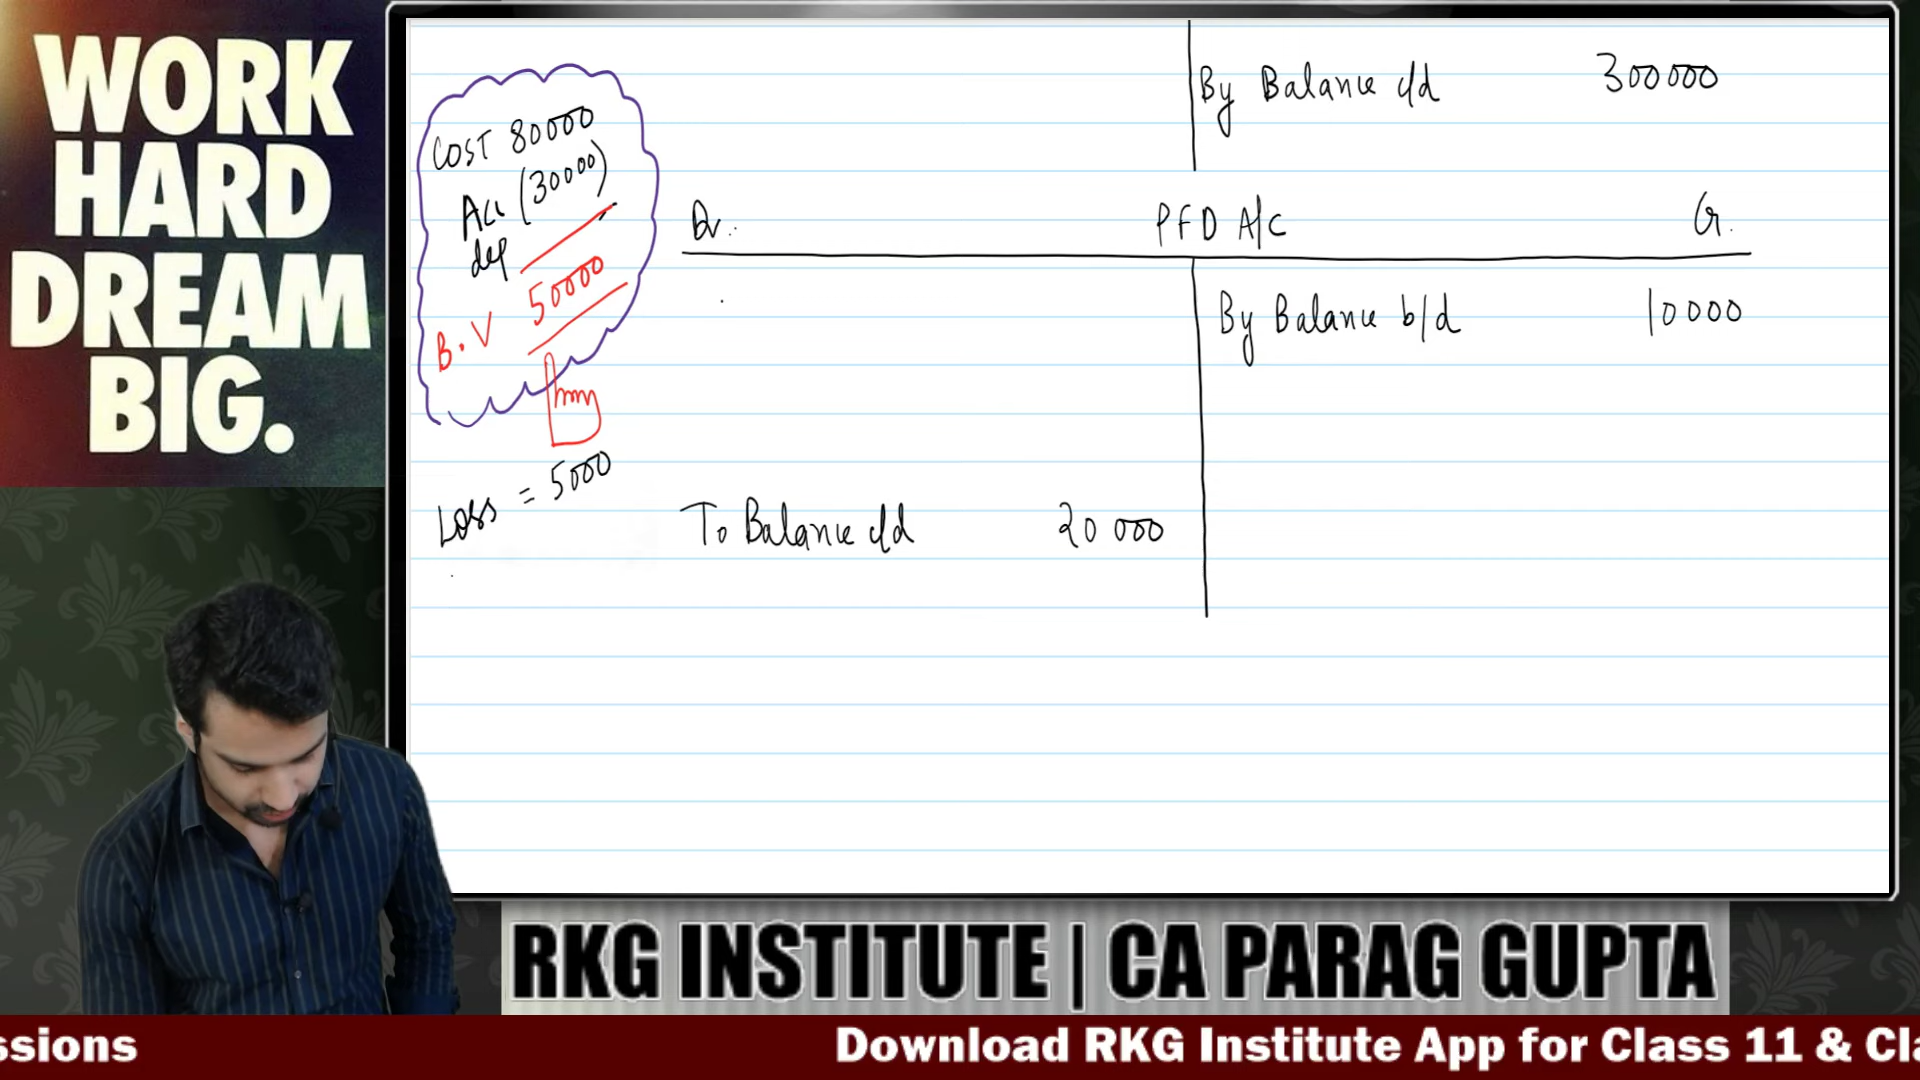 WORK
HARD
DREAM
BIG.
COST 80000
Acc (30000)
dep
B.V 50000
Loss = 5000
By Balance c/d 300000
Dr. PFD A/C Cr.
By Balance b/d 10000
To Balance c/d 20000
RKG INSTITUTE | CA PARAG GUPTA
ssions Download RKG Institute App for Class 11 & Cla